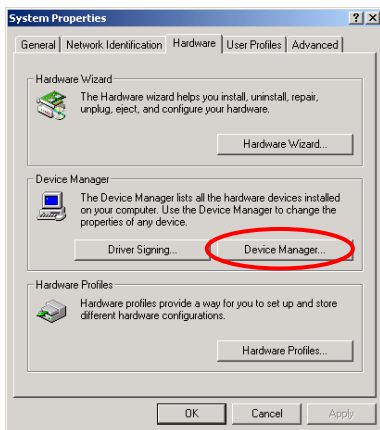 System Properties
General Network Identification Hardware User Profiles Advanced
Hardware Wizard
The Hardware wizard helps you install, uninstall, repair,
unplug, eject, and configure your hardware.
Hardware Wizard...
Device Manager
The Device Manager lists all the hardware devices installed
on your computer. Use the Device Manager to change the
properties of any device.
Driver Signing... Device Manager...
Hardware Profiles
Hardware profiles provide a way for you to set up and store
different hardware configurations.
Hardware Profiles...
OK Cancel Apply